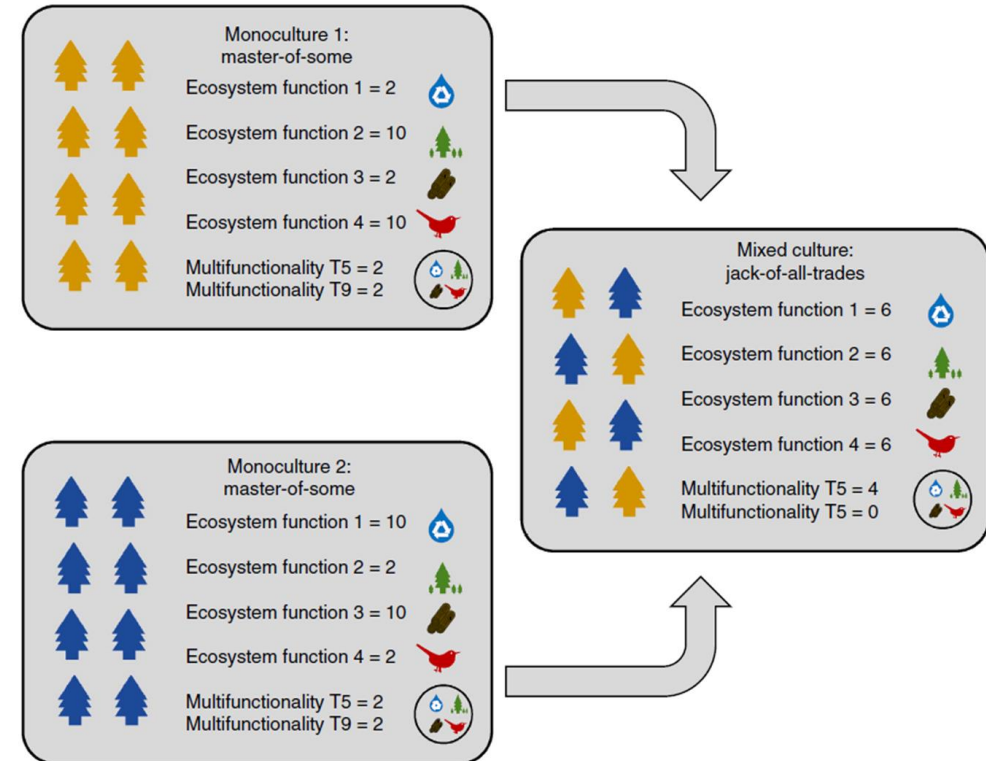 Monoculture 1:
master-of-some
Ecosystem function 1 = 2
Ecosystem function 2 = 10
Ecosystem function 3 = 2
Ecosystem function 4 = 10
Multifunctionality T5 = 2
Multifunctionality T9 = 2
Mixed culture:
jack-of-all-trades
Ecosystem function 1 = 6
Ecosystem function 2 = 6
Ecosystem function 3 = 6
Ecosystem function 4 = 6
Multifunctionality T5 = 4
Multifunctionality T5 = 0
Monoculture 2:
master-of-some
Ecosystem function 1 = 10
Ecosystem function 2 = 2
Ecosystem function 3 = 10
Ecosystem function 4 = 2
Multifunctionality T5 = 2
Multifunctionality T9 = 2